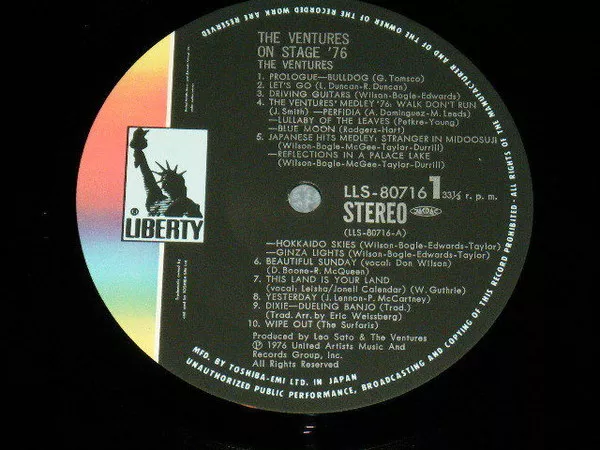 THE VENTURES
ON STAGE '76
THE VENTURES
1. PROLOGUE—BULLDOG (G. Tomsco)
2. LET'S GO (L. Duncan-R. Duncan)
3. DRIVING GUITARS (Wilson-Bogle-Edwards)
4. THE VENTURES' MEDLEY '76: WALK DON'T RUN
(J. Smith) —PERFIDIA (A. Dominguez-M. Leeds)
—LULLABY OF THE LEAVES (Petkre-Young)
—BLUE MOON (Rodgers-Hart)
5. JAPANESE HITS MEDLEY: STRANGER IN MIDOOSUJI
(Wilson-Bogle-McGee-Taylor-Durrill)
—REFLECTIONS IN A PALACE LAKE
(Wilson-Bogle-McGee-Taylor-Durrill)
LLS-80716 1 33⅓ r. p. m.
STEREO
(LLS-80716-A)
—HOKKAIDO SKIES (Wilson-Bogle-Edwards-Taylor)
—GINZA LIGHTS (Wilson-Bogle-Edwards-Taylor)
6. BEAUTIFUL SUNDAY (vocal: Don Wilson)
(D. Boone-R. McQueen)
7. THIS LAND IS YOUR LAND
(vocal: Leisha/Jonell Calendar) (W. Guthrie)
8. YESTERDAY (J. Lennon-P. McCartney)
9. DIXIE—DUELING BANJO (Trad.)
(Trad. Arr. by Eric Weissberg)
10. WIPE OUT (The Surfaris)
Produced by Leo Sato & The Ventures
℗ 1976 United Artists Music And
Records Group, Inc.
All Rights Reserved
® LIBERTY
MFD. BY TOSHIBA-EMI LTD. IN JAPAN
ALL RIGHTS OF THE MANUFACTURER AND OF THE OWNER OF THE RECORDED WORK ARE RESERVED
UNAUTHORIZED PUBLIC PERFORMANCE, BROADCASTING AND COPYING OF THIS RECORD PROHIBITED